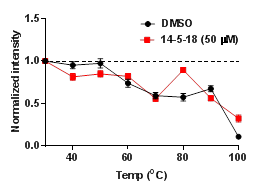 DMSO
14-5-18 (50 µM)
Normalized intensity
1.5
1.0
0.5
0.0
40 60 80 100
Temp (⁰C)